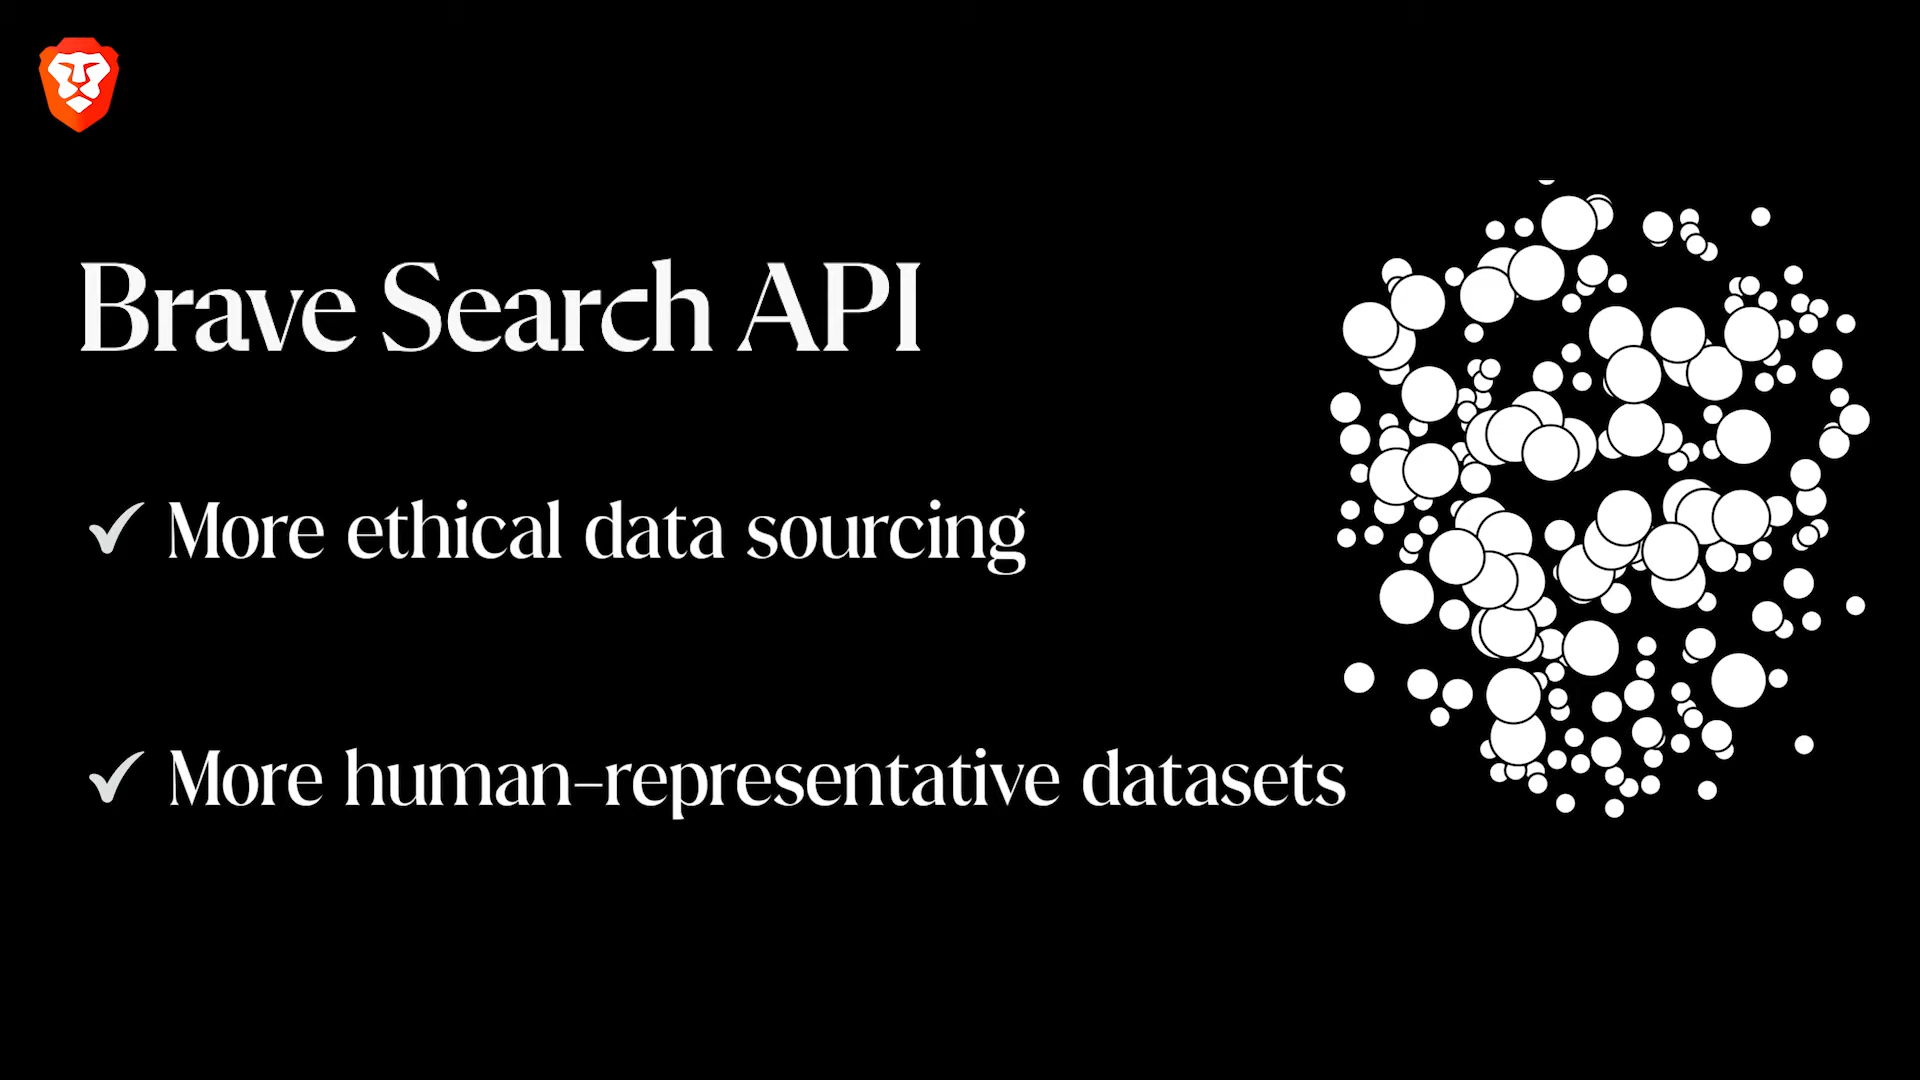 Brave Search API
✓ More ethical data sourcing
✓ More human-representative datasets